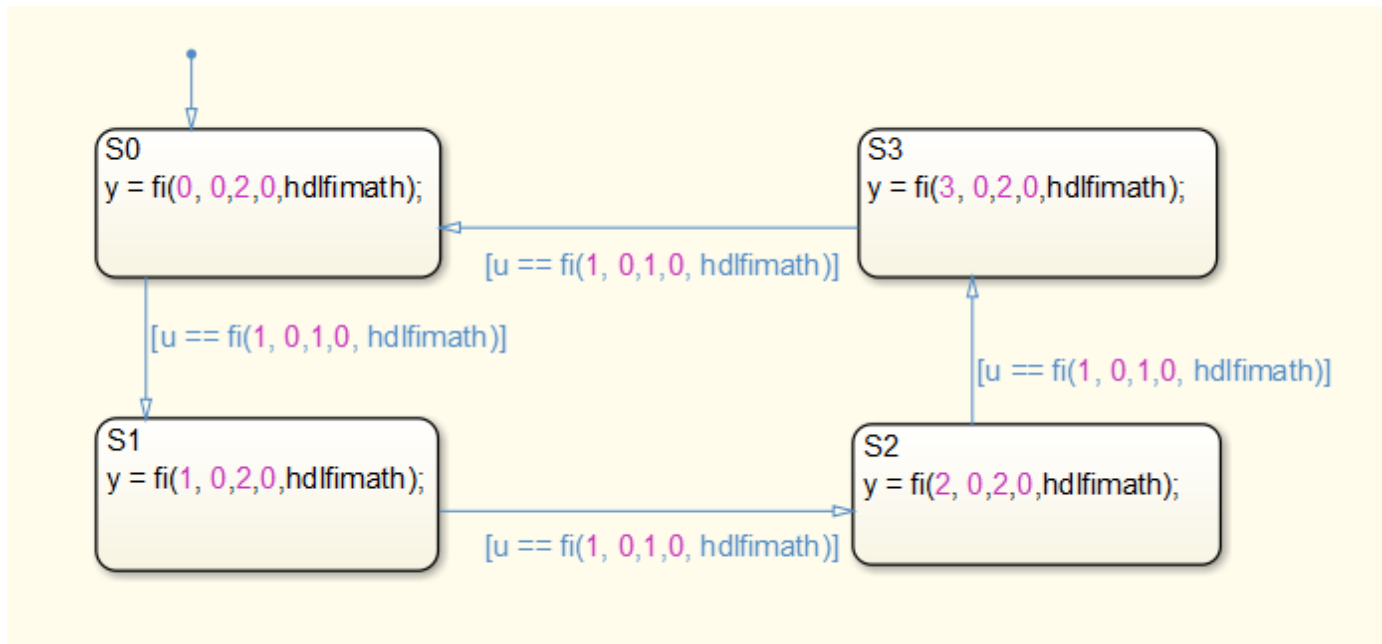 S0
y = fi(0, 0,2,0,hdlfimath);
S3
y = fi(3, 0,2,0,hdlfimath);
[u == fi(1, 0,1,0, hdlfimath)]
[u == fi(1, 0,1,0, hdlfimath)]
[u == fi(1, 0,1,0, hdlfimath)]
S1
y = fi(1, 0,2,0,hdlfimath);
S2
y = fi(2, 0,2,0,hdlfimath);
[u == fi(1, 0,1,0, hdlfimath)]